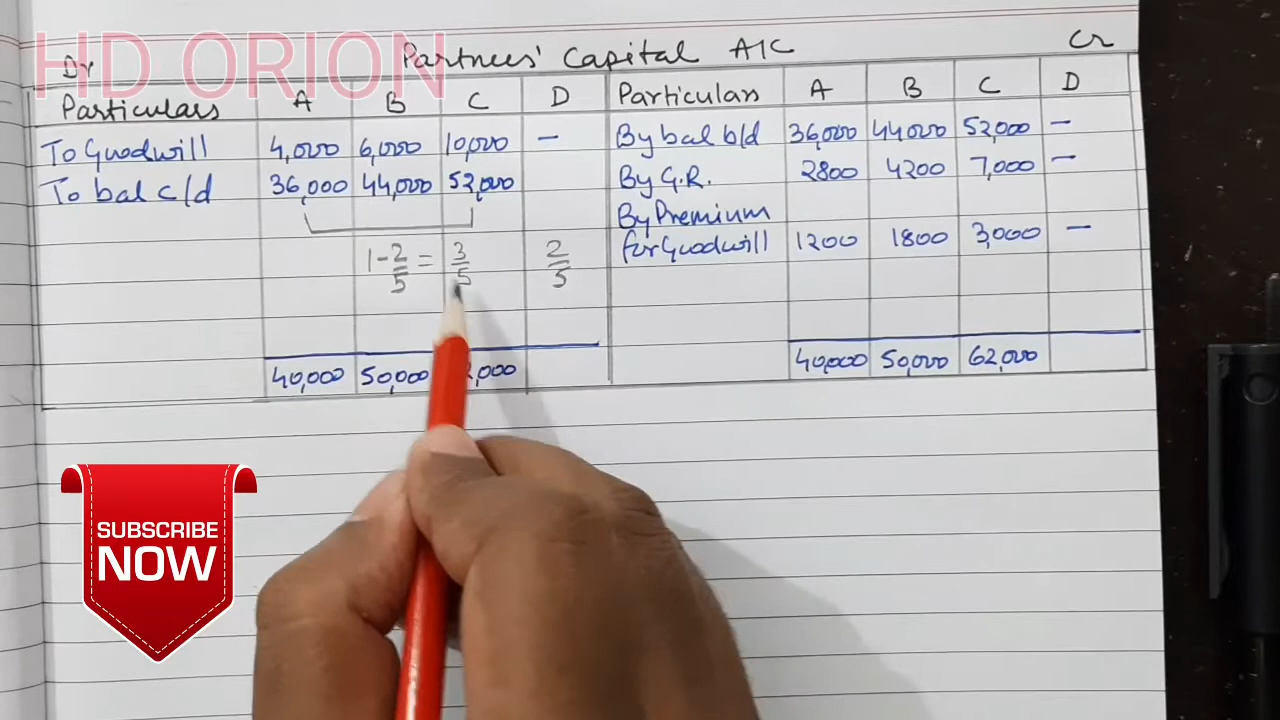 HD ORION
Dr Partners' Capital A/C Cr
Particulars A B C D Particulars A B C D
To Goodwill 4,000 6,000 10,000 — By bal b/d 36,000 44,000 52,000 —
To bal c/d 36,000 44,000 52,000 By G.R. 2800 4200 7,000 —
By Premium
for Goodwill 1200 1800 3,000 —
1 - 2/5 = 3/5 2/5
40,000 50,000 2,000 40,000 50,000 62,000
SUBSCRIBE
NOW